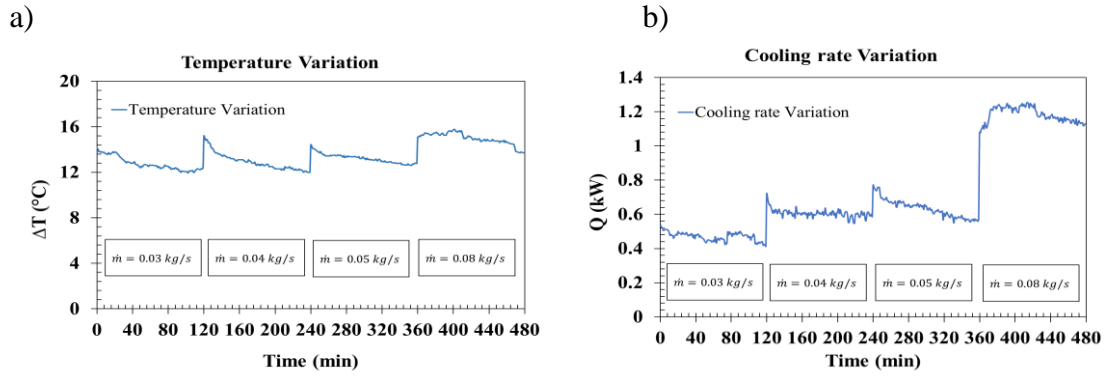 a)
Temperature Variation
20
16
12
8
4
0
ΔT (°C)
Temperature Variation
ṁ = 0.03 kg/s
ṁ = 0.04 kg/s
ṁ = 0.05 kg/s
ṁ = 0.08 kg/s
0 40 80 120 160 200 240 280 320 360 400 440 480
Time (min)
b)
Cooling rate Variation
1.4
1.2
1
0.8
0.6
0.4
0.2
0
Q (kW)
Cooling rate Variation
ṁ = 0.03 kg/s
ṁ = 0.04 kg/s
ṁ = 0.05 kg/s
ṁ = 0.08 kg/s
0 40 80 120 160 200 240 280 320 360 400 440 480
Time (min)